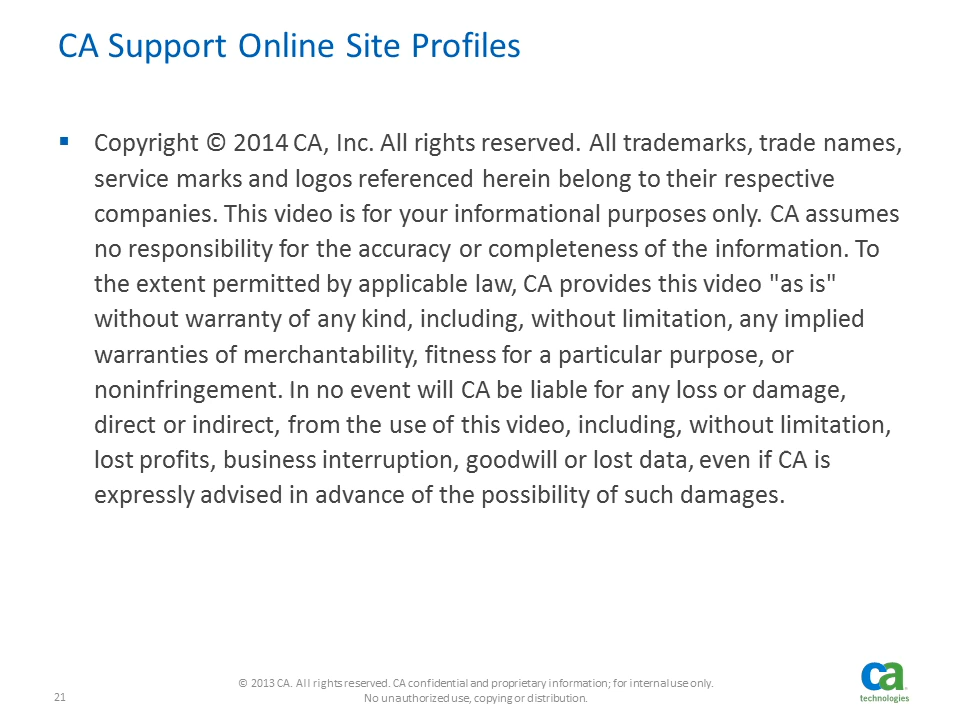 CA Support Online Site Profiles
▪ Copyright © 2014 CA, Inc. All rights reserved. All trademarks, trade names,
service marks and logos referenced herein belong to their respective
companies. This video is for your informational purposes only. CA assumes
no responsibility for the accuracy or completeness of the information. To
the extent permitted by applicable law, CA provides this video "as is"
without warranty of any kind, including, without limitation, any implied
warranties of merchantability, fitness for a particular purpose, or
noninfringement. In no event will CA be liable for any loss or damage,
direct or indirect, from the use of this video, including, without limitation,
lost profits, business interruption, goodwill or lost data, even if CA is
expressly advised in advance of the possibility of such damages.
21
© 2013 CA. All rights reserved. CA confidential and proprietary information; for internal use only.
No unauthorized use, copying or distribution.
ca
technologies